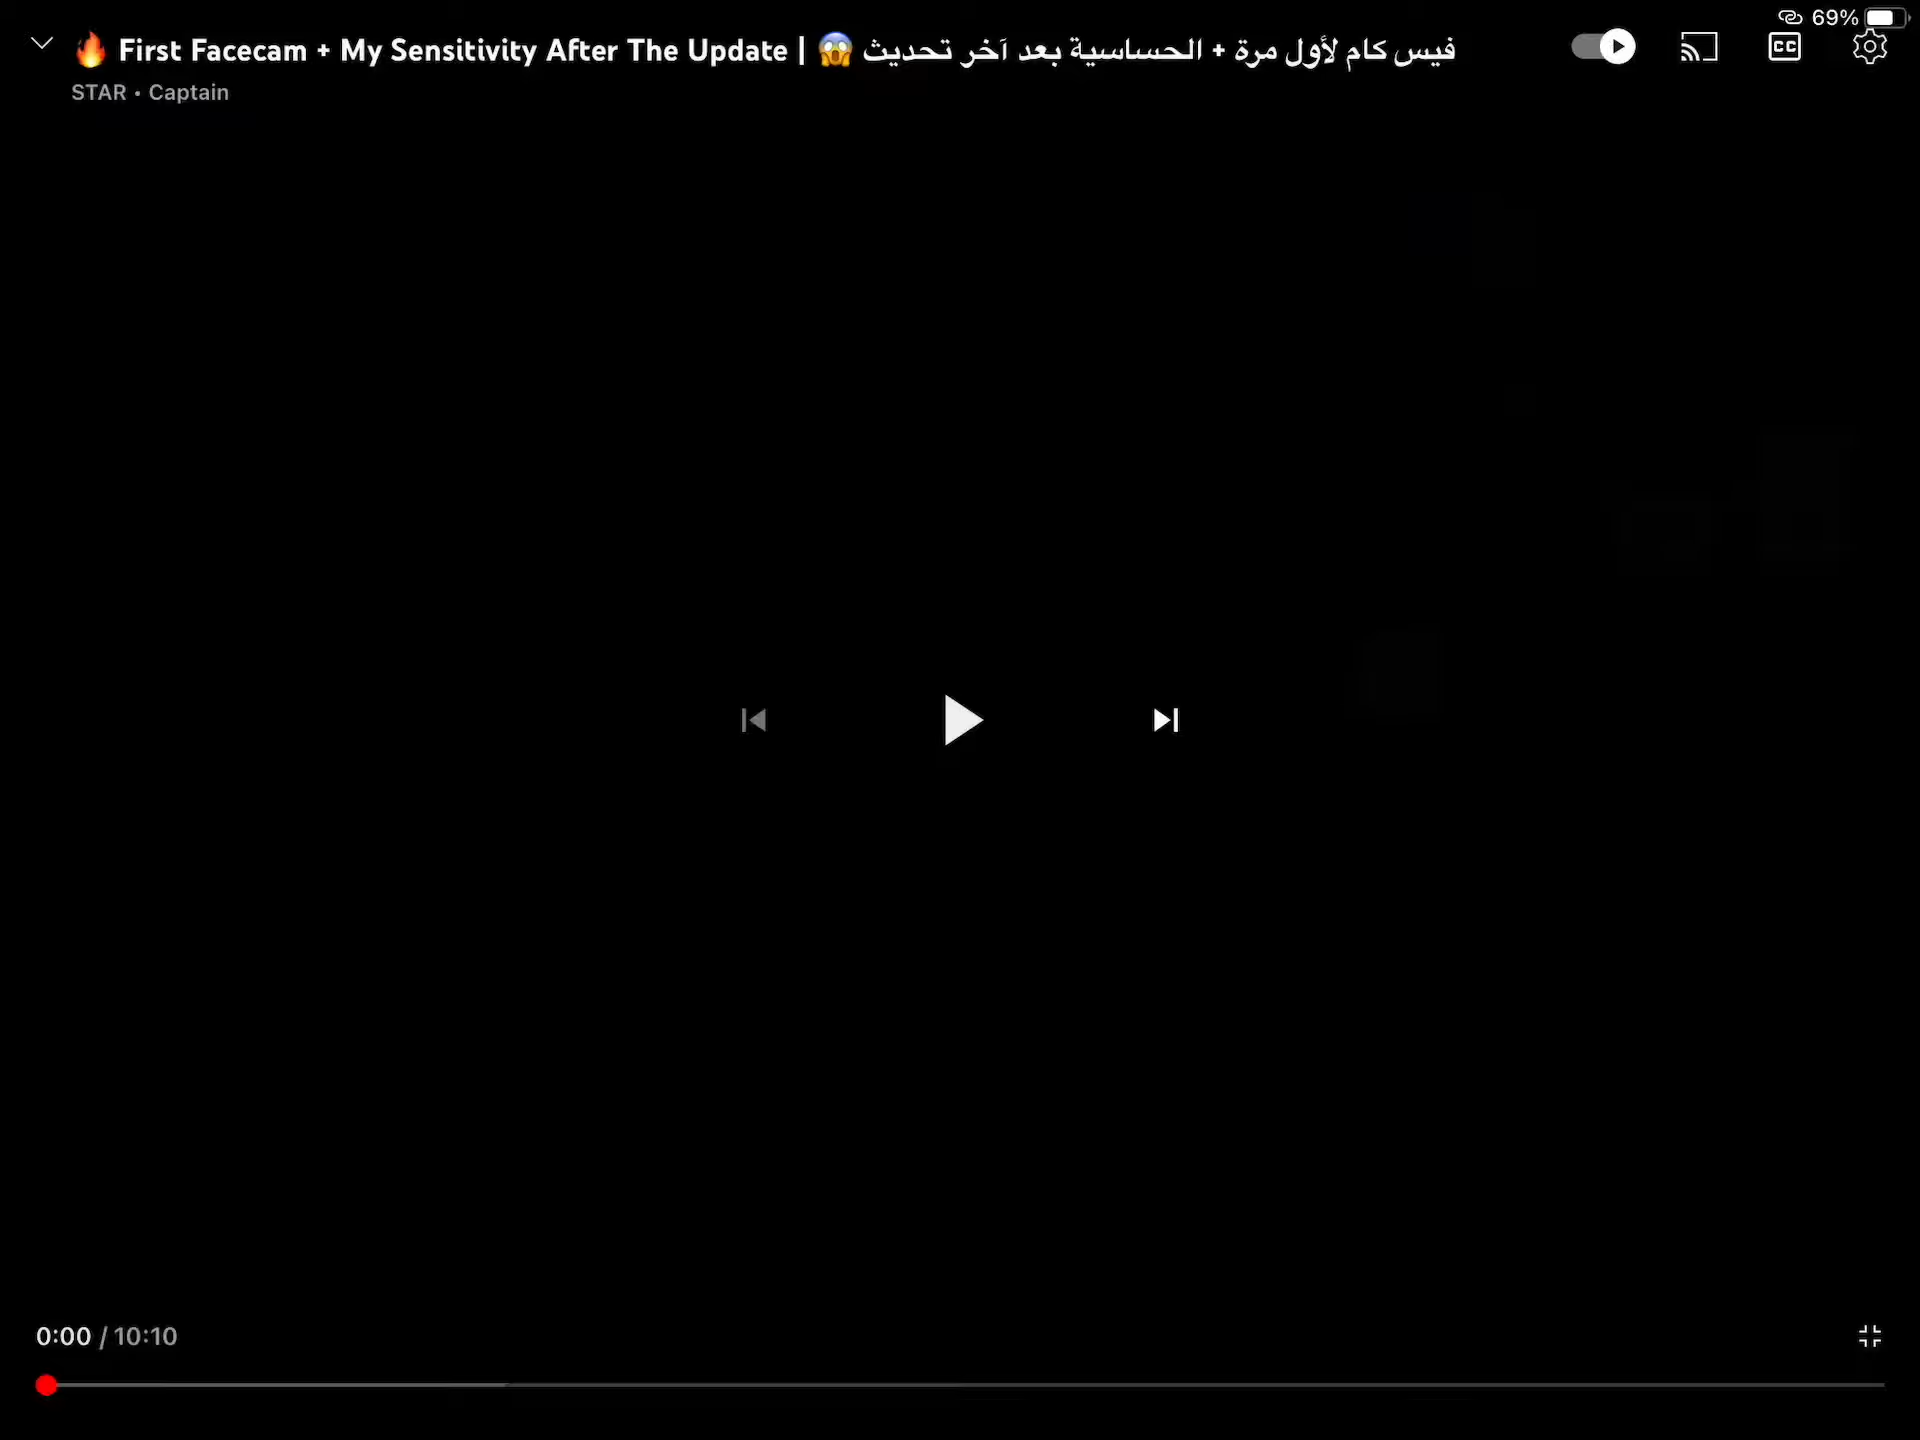 69%
🔥 First Facecam + My Sensitivity After The Update | 😱 فيس كام لأول مرة + الحساسية بعد آخر تحديث
STAR • Captain
CC
0:00 / 10:10